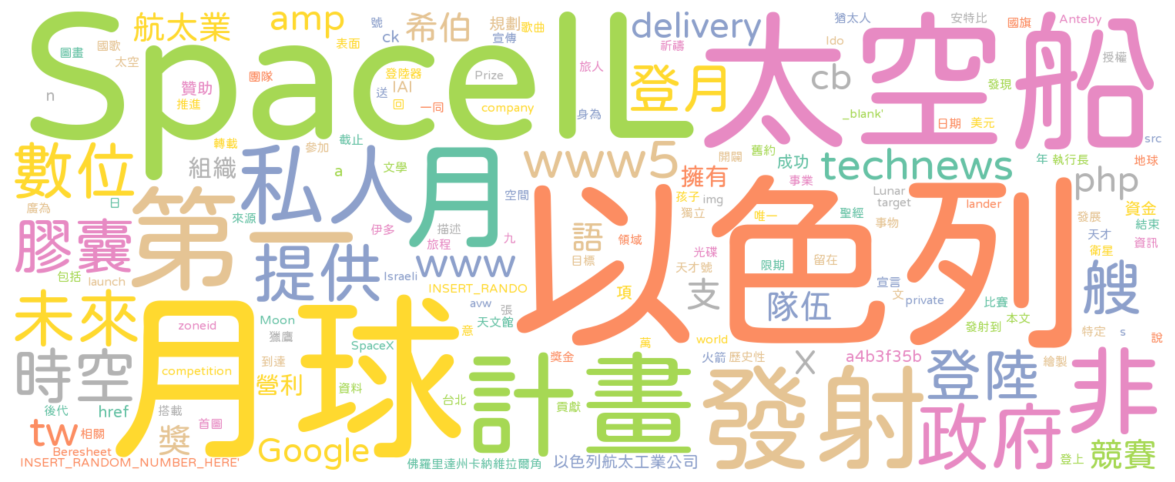 SpaceIL
太空船
以色列
月球
計畫
發射
第一
私人
月
提供
數位
膠囊
未來
時空
登陸
政府
非
艘
競賽
登月
航太業
amp
希伯
delivery
cb
technews
www5
www
php
擁有
組織
語
支
隊伍
X
tw
獎
Google
營利
href
a4b3f35b
號
ck
規劃
歌曲
宣傳
表面
圖畫
國歌
太空
n
團隊
贊助
推進
登陸器
IAI
送
回
Prize
一同
company
祈禱
旅人
身為
猶太人
Ido
安特比
國旗
Anteby
授權
發現
_blank'
日期
美元
src
轉載
參加
截止
a
文學
來源
廣為
日
伊多
描述
旅程
九
空間
目標
領域
項
開闢
舊約
成功
事業
孩子
img
獨立
唯一
聖經
光碟
天才號
限期
留在
Lunar
target
事物
年
執行長
地球
lander
資金
發展
結束
天才
資訊
衛星
包括
launch
Israeli
INSERT_RANDO
avw
張
天文館
意
zoneid
Moon
獵鷹
SpaceX
competition
到達
資料
台北
獎金
貢獻
萬
world
火箭
歷史性
宣言
文
private
比賽
發射到
本文
特定
s
說
繪製
後代
搭載
首圖
相關
Beresheet
INSERT_RANDOM_NUMBER_HERE'
佛羅里達州卡納維拉爾角
以色列航太工業公司
登上